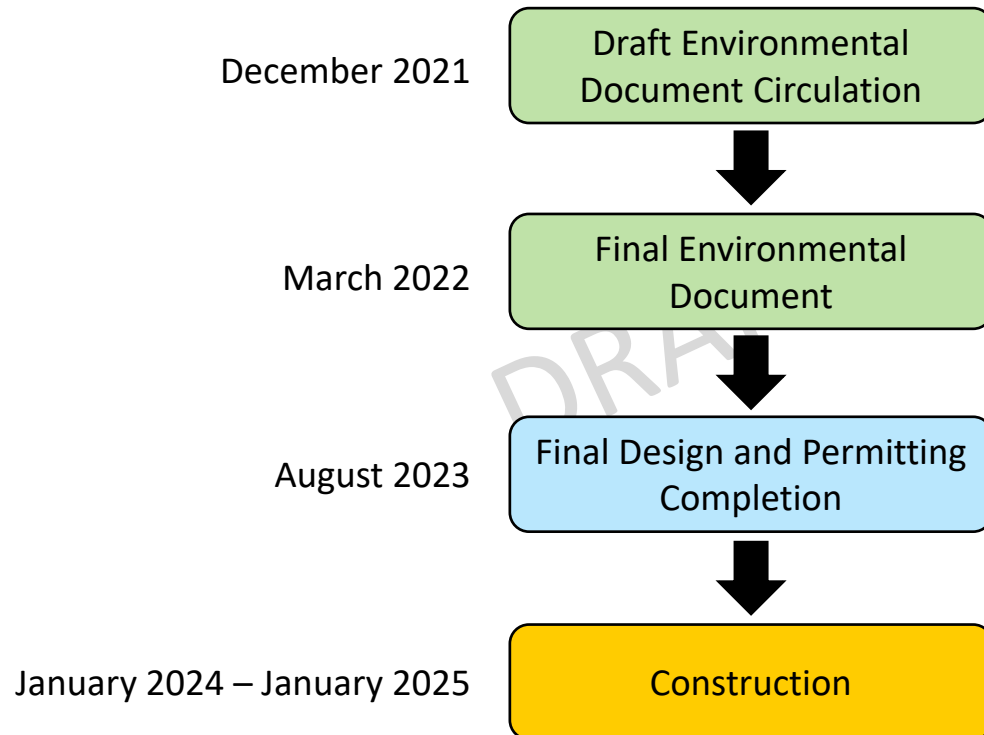 December 2021
Draft Environmental
Document Circulation
March 2022
Final Environmental
Document
DRA
August 2023
Final Design and Permitting
Completion
January 2024 – January 2025
Construction